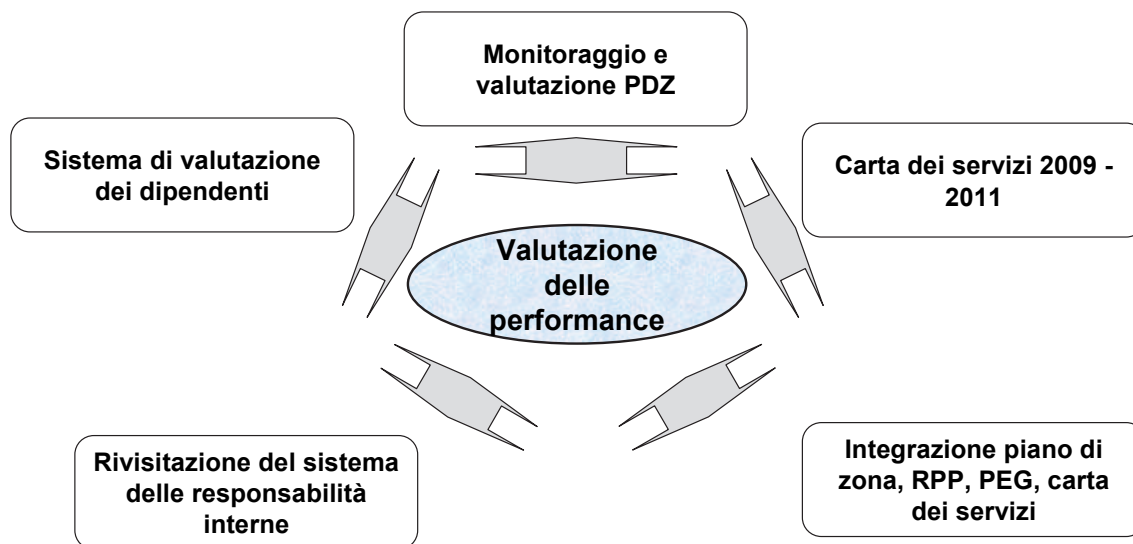 Monitoraggio e
valutazione PDZ
Sistema di valutazione
dei dipendenti
Carta dei servizi 2009 -
2011
Valutazione
delle
performance
Rivisitazione del sistema
delle responsabilità
interne
Integrazione piano di
zona, RPP, PEG, carta
dei servizi